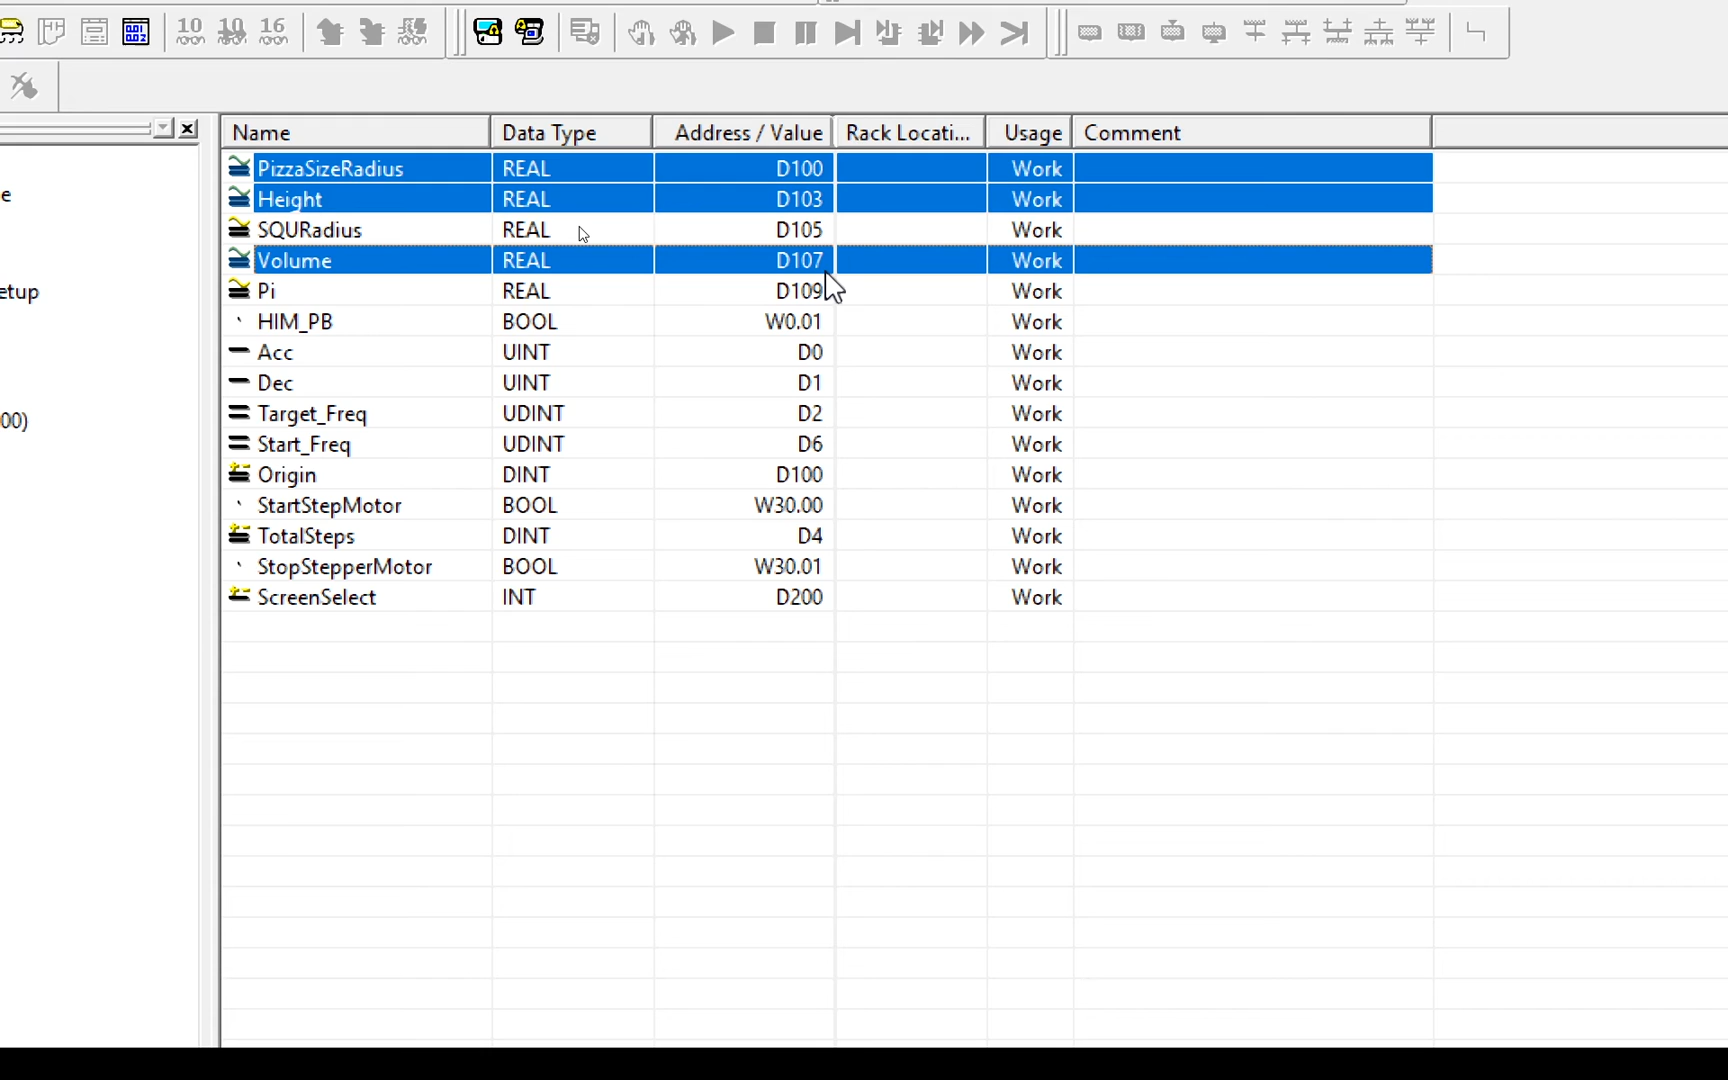 10 10 16
e
etup
00)
Name Data Type Address / Value Rack Locati... Usage Comment
PizzaSizeRadius REAL D100 Work
Height REAL D103 Work
SQURadius REAL D105 Work
Volume REAL D107 Work
Pi REAL D109 Work
HIM_PB BOOL W0.01 Work
Acc UINT D0 Work
Dec UINT D1 Work
Target_Freq UDINT D2 Work
Start_Freq UDINT D6 Work
Origin DINT D100 Work
StartStepMotor BOOL W30.00 Work
TotalSteps DINT D4 Work
StopStepperMotor BOOL W30.01 Work
ScreenSelect INT D200 Work